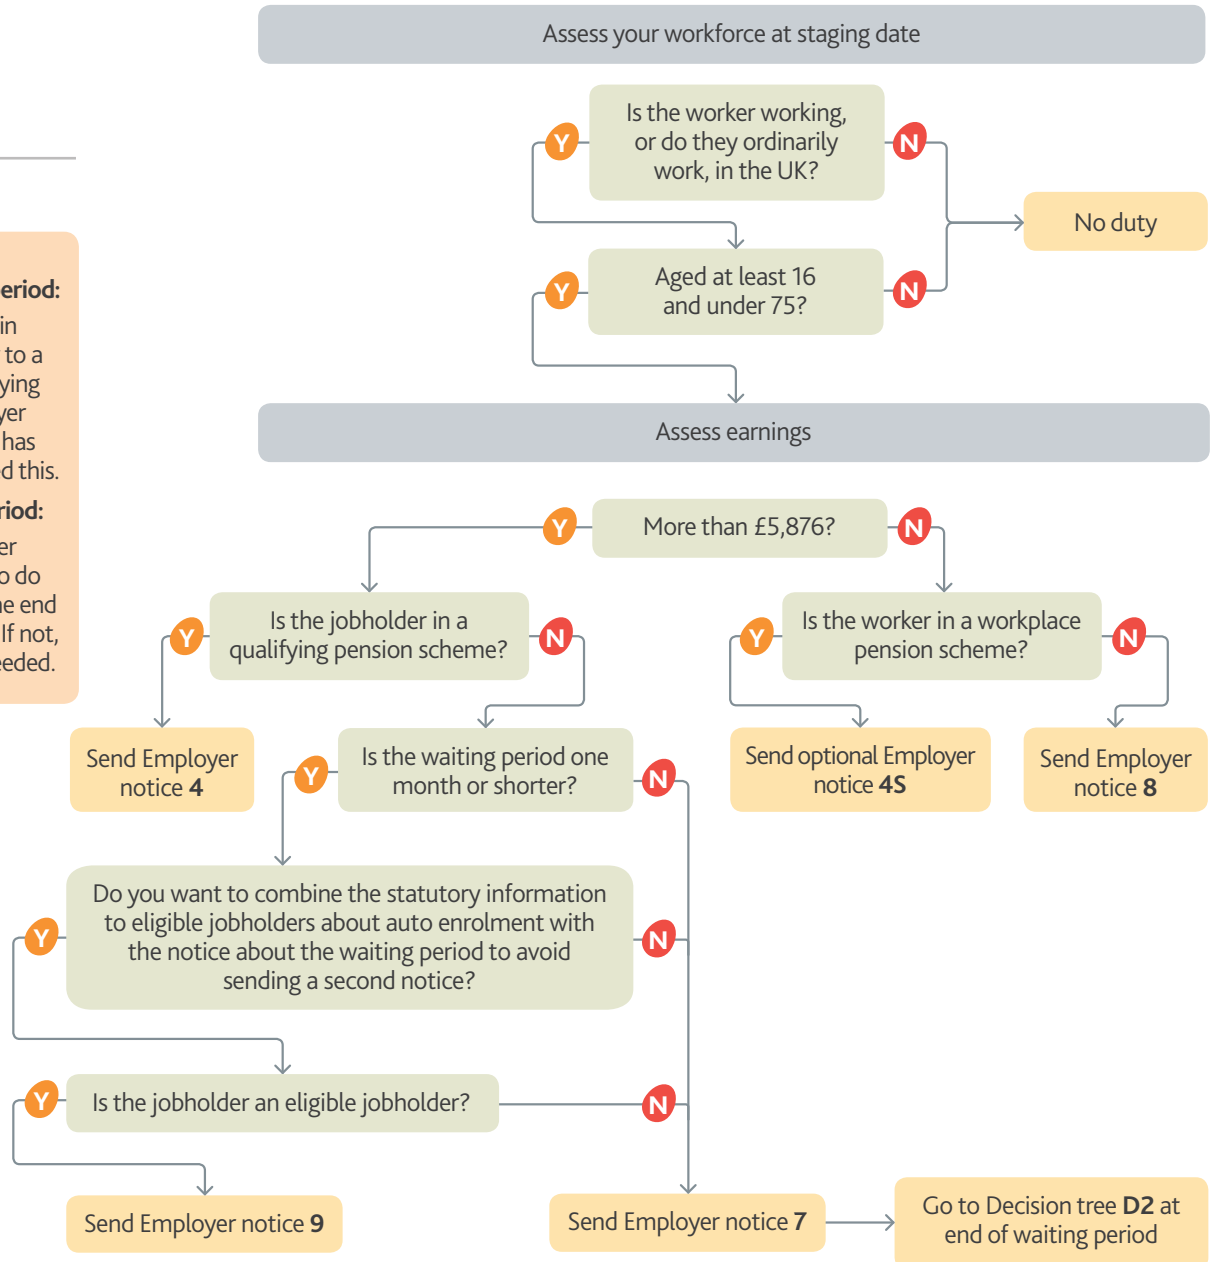 Assess your workforce at staging date
Is the worker working,
or do they ordinarily
work, in the UK?
Y
N
No duty
Aged at least 16
and under 75?
Y
N
eriod:
in
to a
ying
yer
has
d this.
riod:
er
o do
he end
If not,
eeded.
Assess earnings
Y
More than £5,876?
N
Y
Is the jobholder in a
qualifying pension scheme?
N
Y
Is the worker in a workplace
pension scheme?
N
Send Employer
notice 4
Y
Is the waiting period one
month or shorter?
N
Send optional Employer
notice 4S
Send Employer
notice 8
Do you want to combine the statutory information
to eligible jobholders about auto enrolment with
the notice about the waiting period to avoid
sending a second notice?
Y
N
Y
Is the jobholder an eligible jobholder?
N
Send Employer notice 9
Send Employer notice 7
Go to Decision tree D2 at
end of waiting period